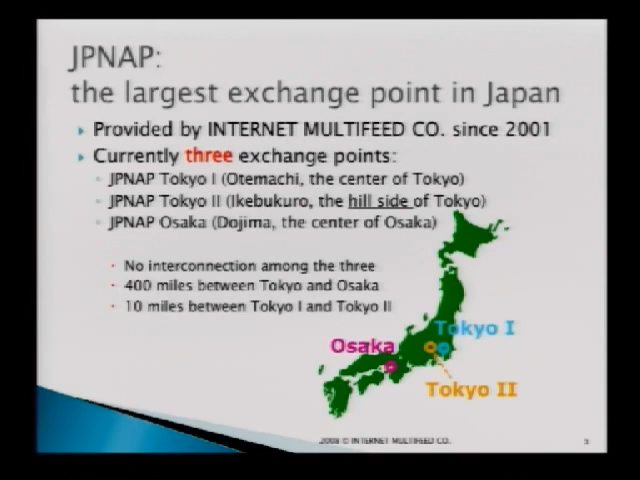 JPNAP:
the largest exchange point in Japan
Provided by INTERNET MULTIFEED CO. since 2001
Currently three exchange points:
JPNAP Tokyo I (Otemachi, the center of Tokyo)
JPNAP Tokyo II (Ikebukuro, the hill side of Tokyo)
JPNAP Osaka (Dojima, the center of Osaka)
No interconnection among the three
400 miles between Tokyo and Osaka
10 miles between Tokyo I and Tokyo II
Tokyo I
Osaka
Tokyo II
2008 © INTERNET MULTIFEED CO.
3